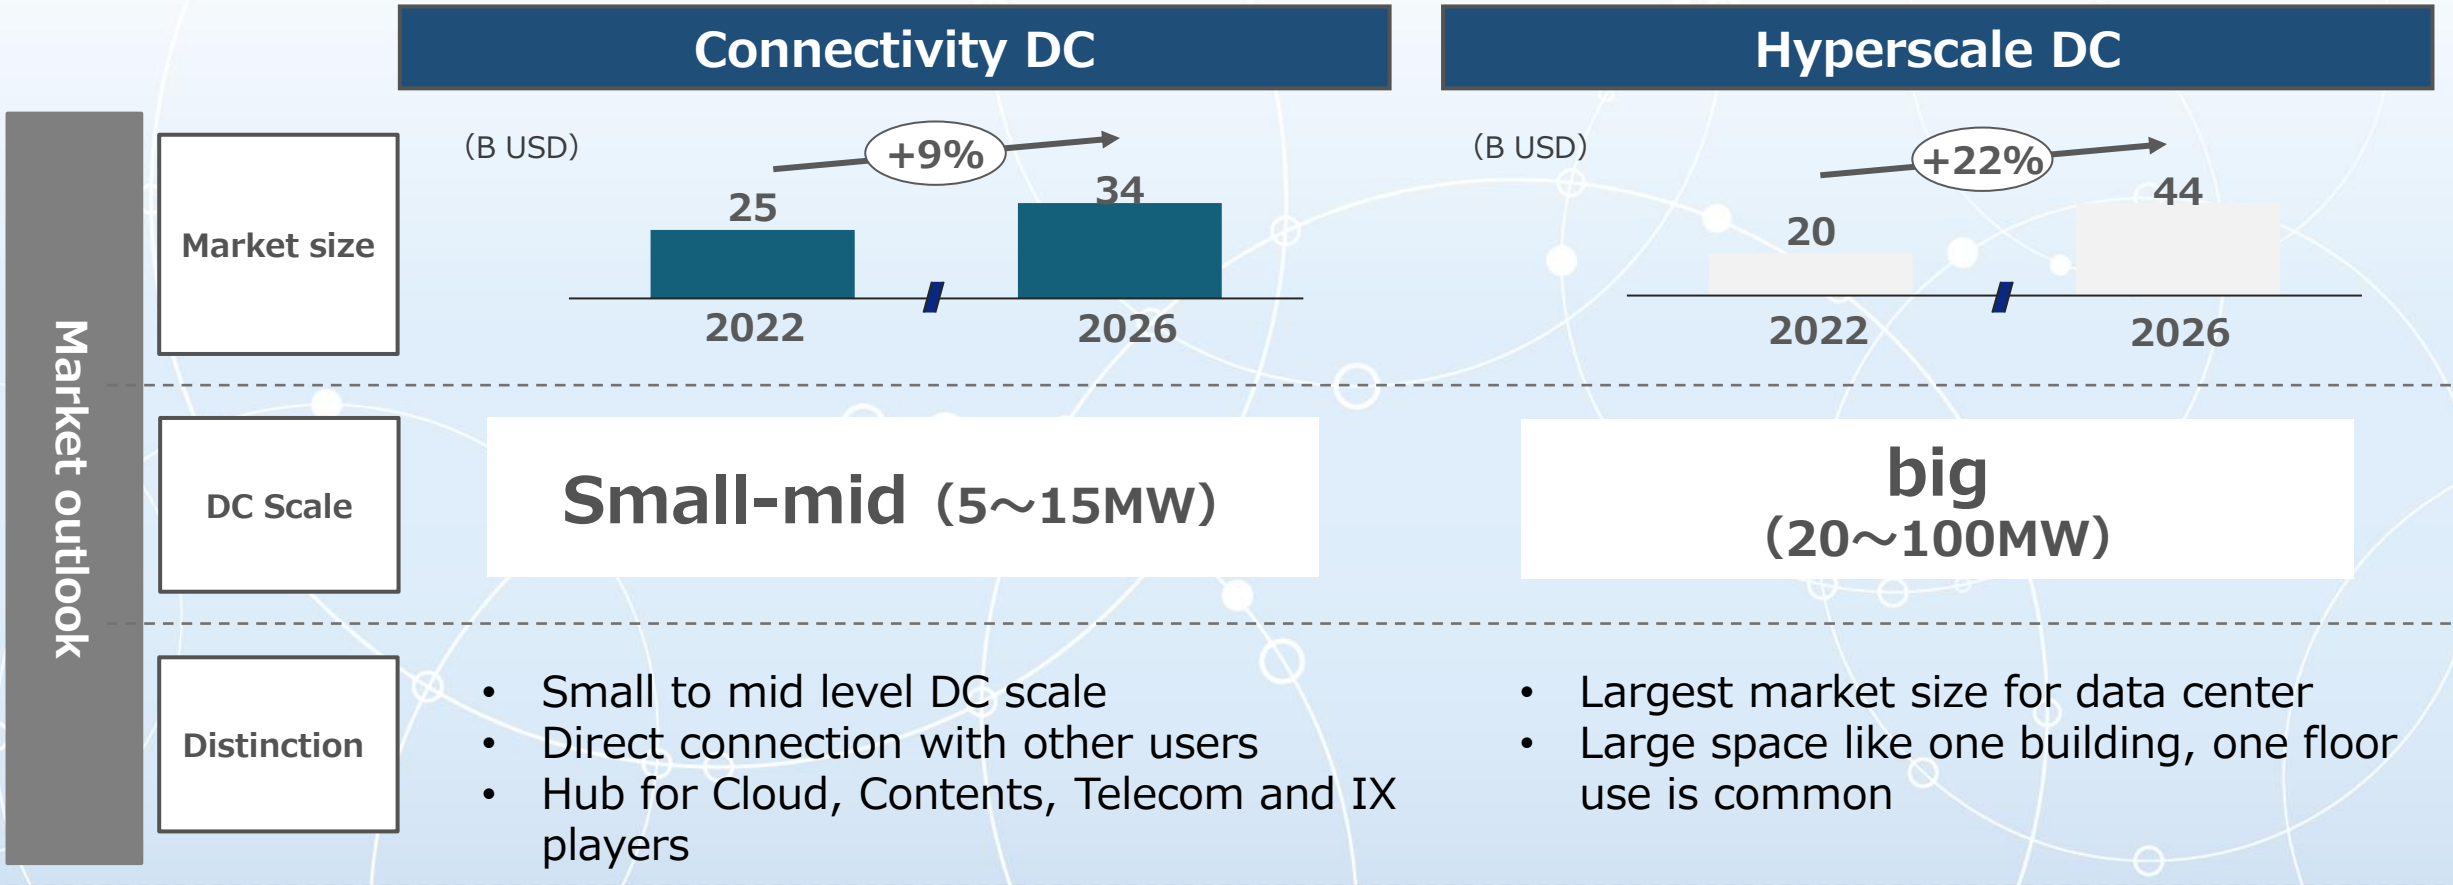 Connectivity DC
Hyperscale DC
Market outlook
Market size
（B USD）
+9%
25
34
2022
2026
（B USD）
+22%
20
44
2022
2026
DC Scale
Small-mid（5～15MW）
big
（20～100MW）
Distinction
• Small to mid level DC scale
• Direct connection with other users
• Hub for Cloud, Contents, Telecom and IX
players
• Largest market size for data center
• Large space like one building, one floor
use is common